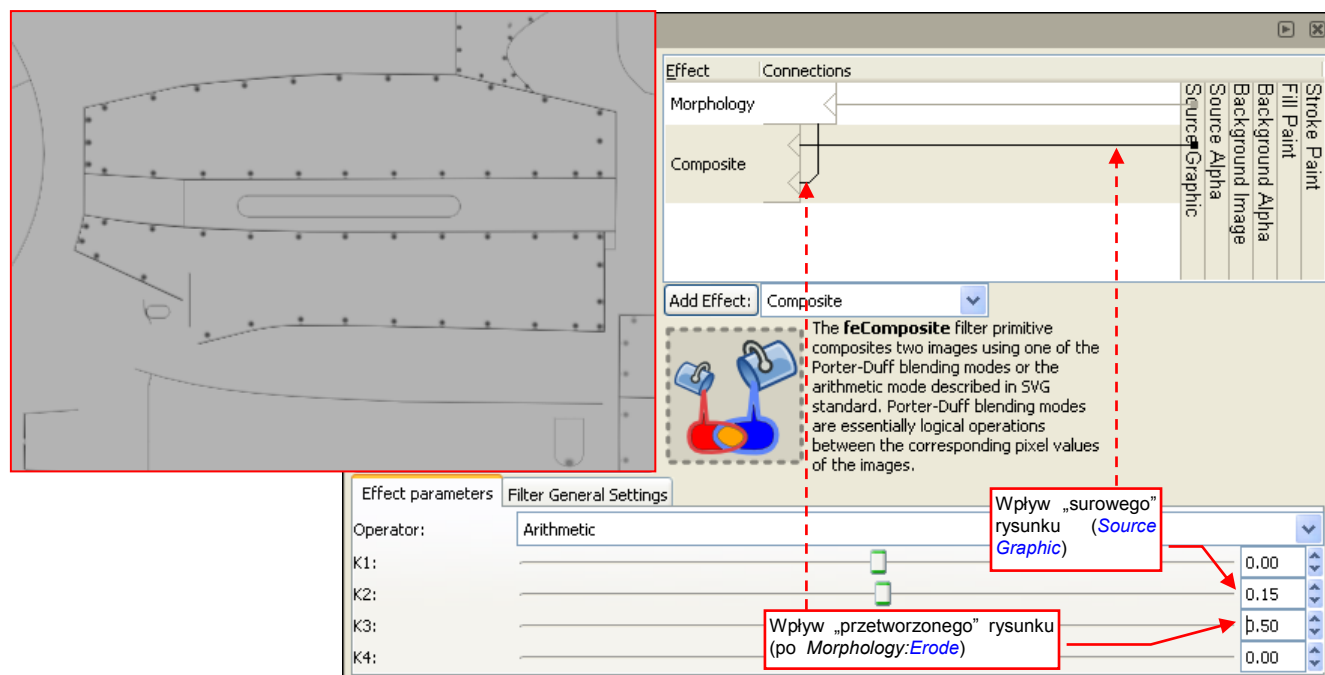 Effect Connections
Morphology
Composite
Source Graphic
Source Alpha
Background Image
Background Alpha
Fill Paint
Stroke Paint
Add Effect: Composite
The feComposite filter primitive
composites two images using one of the
Porter-Duff blending modes or the
arithmetic mode described in SVG
standard. Porter-Duff blending modes
are essentially logical operations
between the corresponding pixel values
of the images.
Effect parameters Filter General Settings
Wpływ „surowego”
rysunku (Source
Graphic)
Operator: Arithmetic
K1: 0.00
K2: 0.15
K3: 0.50
K4: 0.00
Wpływ „przetworzonego” rysunku
(po Morphology:Erode)